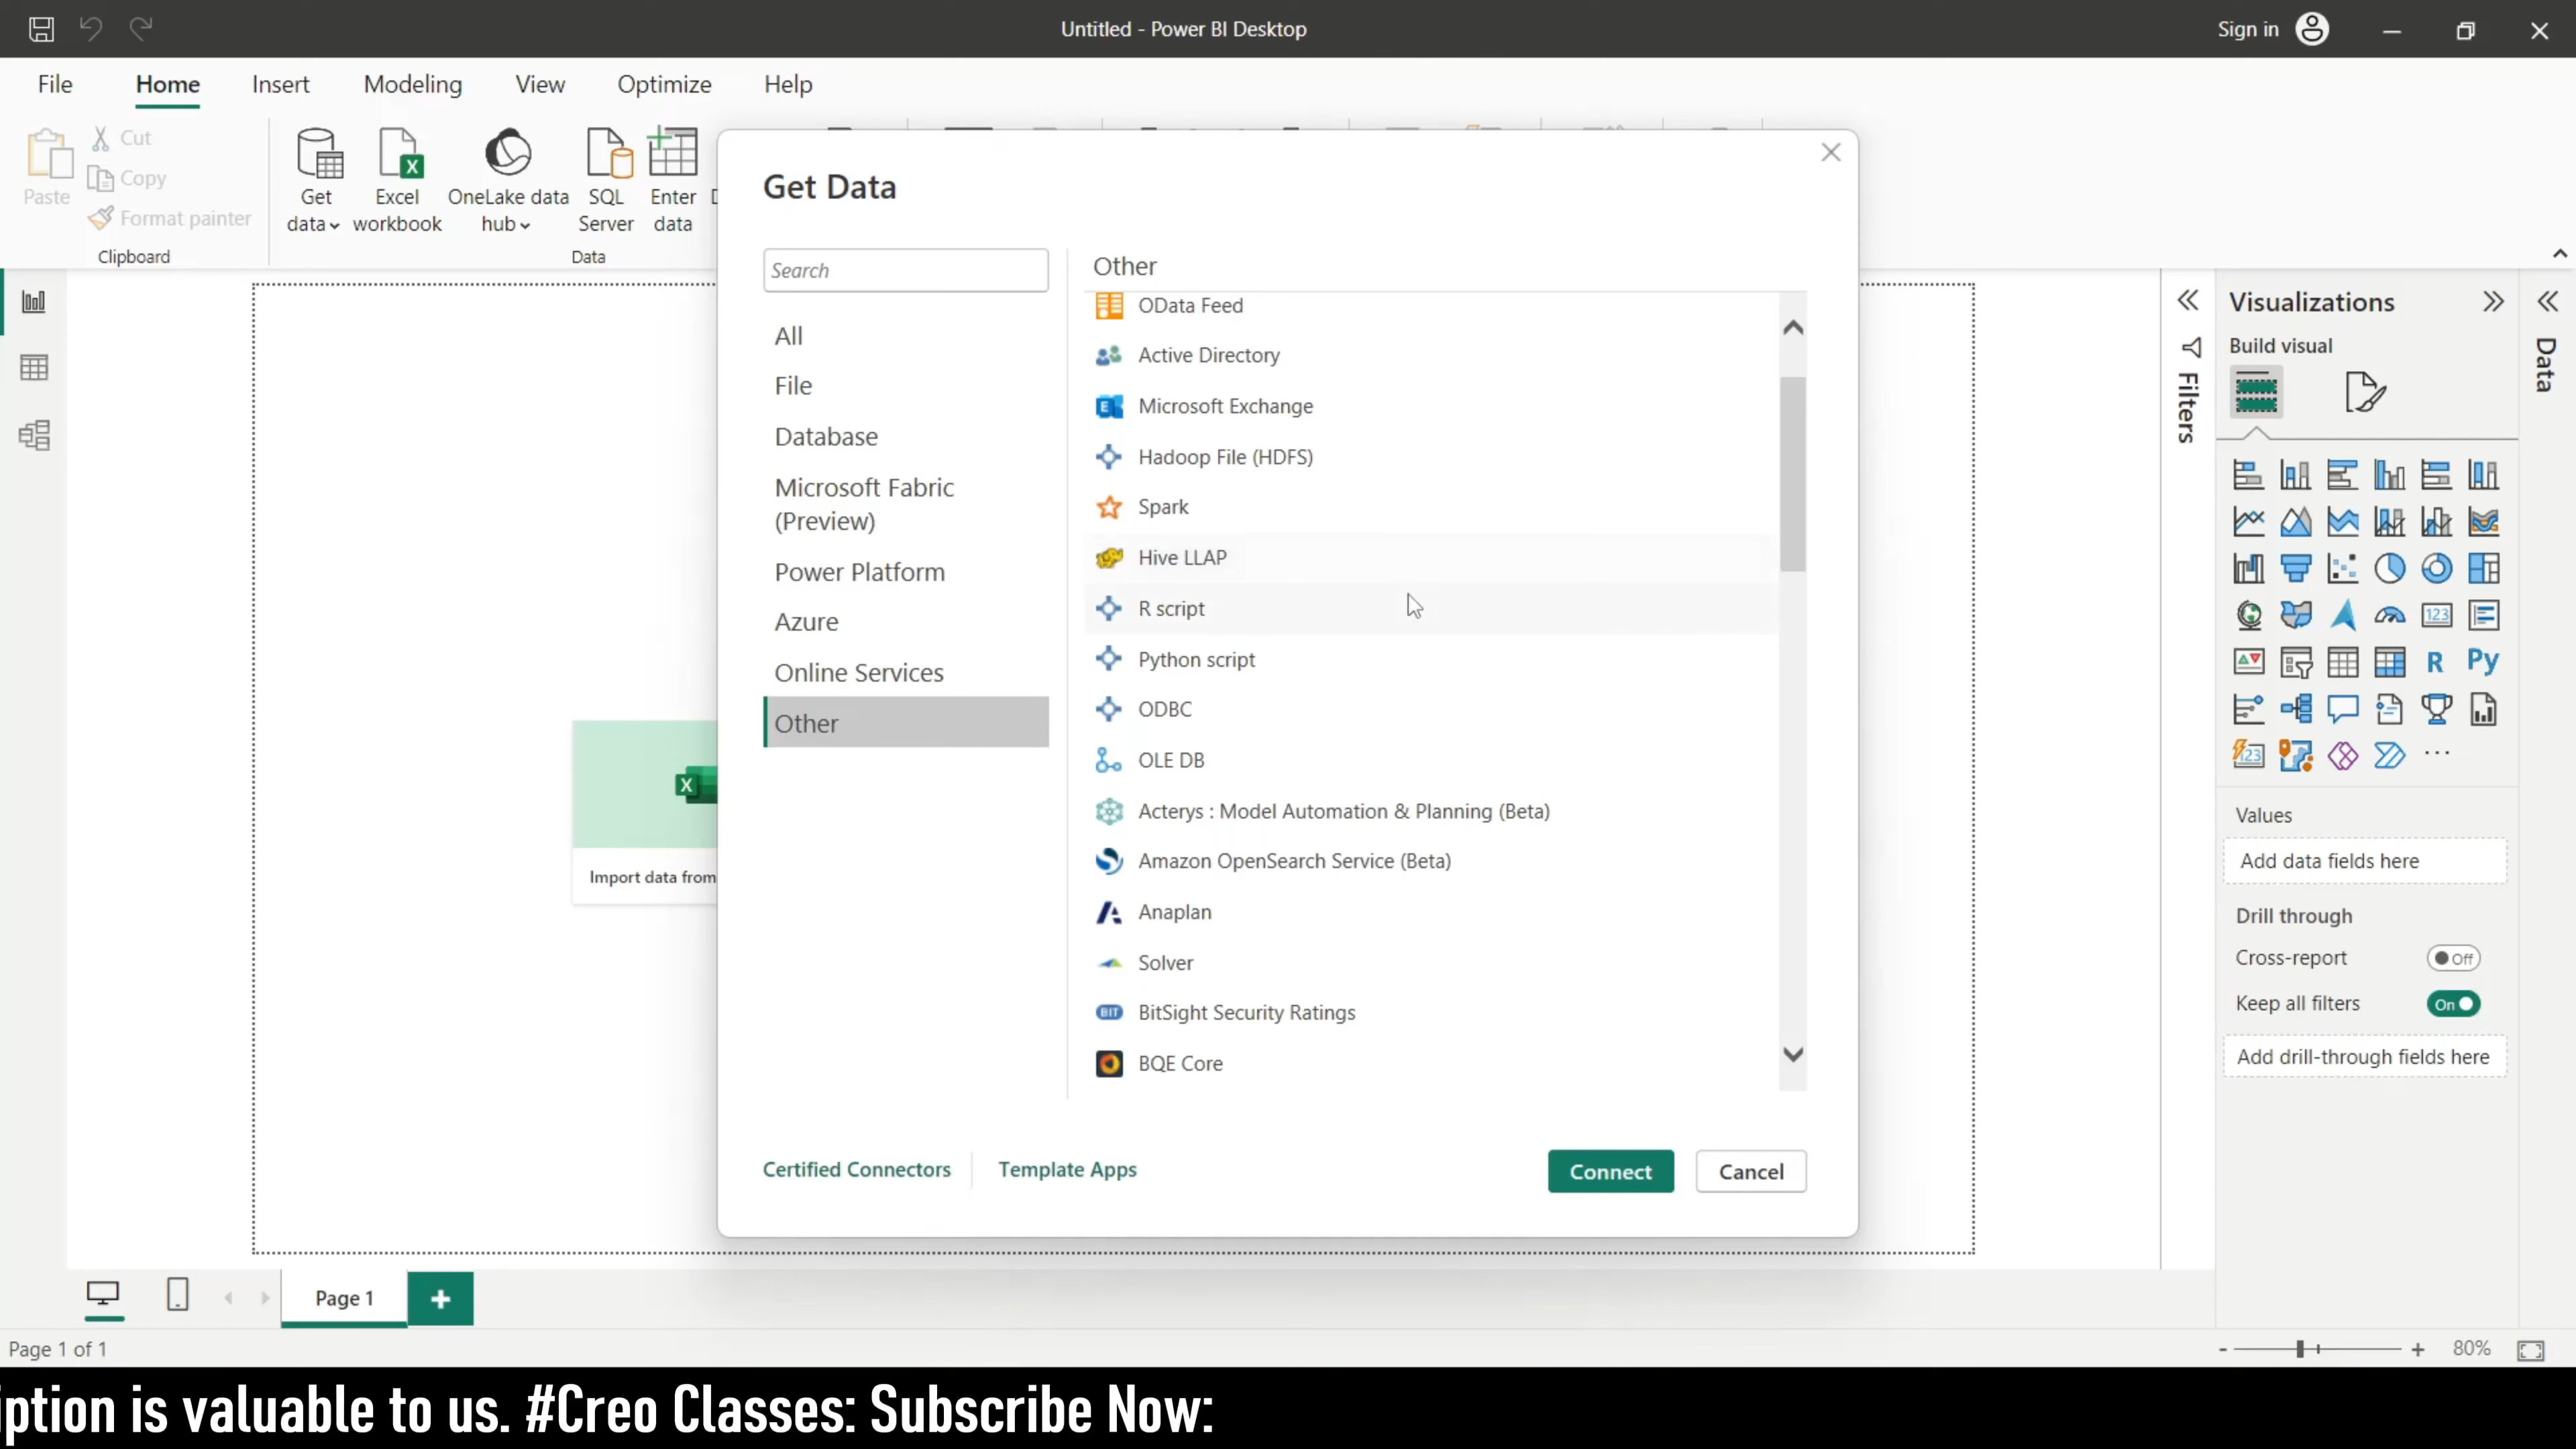 Untitled - Power BI Desktop
Sign in
File
Home
Insert
Modeling
View
Optimize
Help
Paste
Cut
Copy
Format painter
Clipboard
Get data
Excel workbook
OneLake data hub
SQL Server
Enter data
Data
Get Data
Search
All
File
Database
Microsoft Fabric
(Preview)
Power Platform
Azure
Online Services
Other
Other
OData Feed
Active Directory
Microsoft Exchange
Hadoop File (HDFS)
Spark
Hive LLAP
R script
Python script
ODBC
OLE DB
Acterys : Model Automation & Planning (Beta)
Amazon OpenSearch Service (Beta)
Anaplan
Solver
BitSight Security Ratings
BQE Core
Certified Connectors
Template Apps
Connect
Cancel
Import data from
Filters
Visualizations
Build visual
Data
R
Py
123
123
Values
Add data fields here
Drill through
Cross-report
Off
Keep all filters
On
Add drill-through fields here
Page 1
Page 1 of 1
80%
iption is valuable to us. #Creo Classes: Subscribe Now: